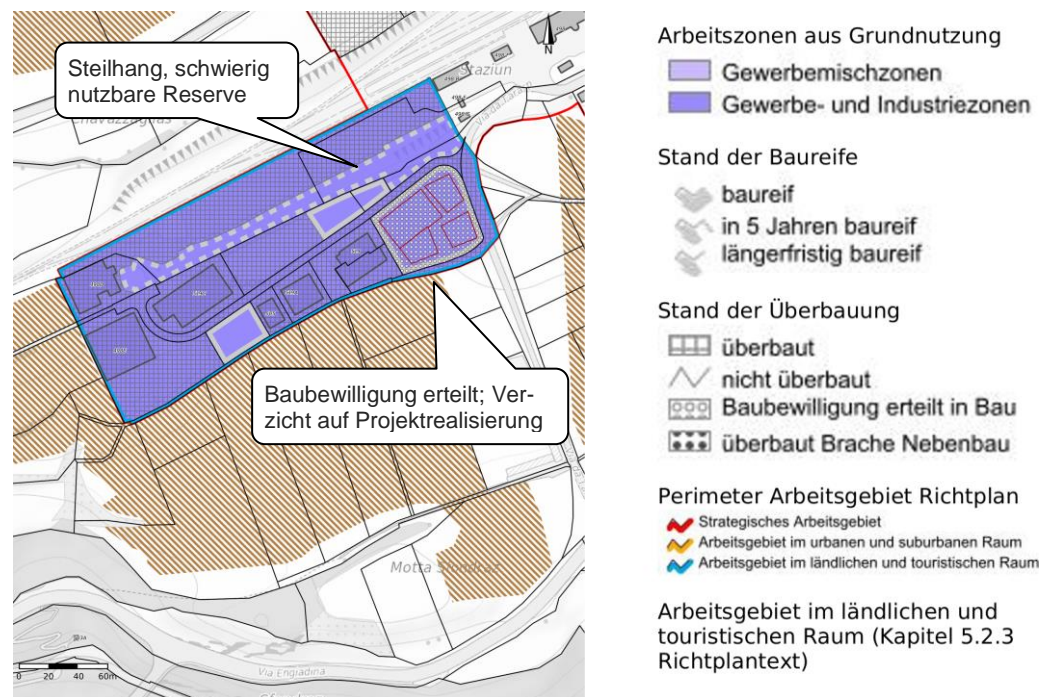 Steilhang, schwierig
nutzbare Reserve
Staziun
N
Baubewilligung erteilt; Ver-
zicht auf Projektrealisierung
Motta
Via Engiadina
0 20 40 60m
Arbeitszonen aus Grundnutzung
Gewerbemischzonen
Gewerbe- und Industriezonen
Stand der Baureife
baureif
in 5 Jahren baureif
längerfristig baureif
Stand der Überbauung
überbaut
nicht überbaut
Baubewilligung erteilt in Bau
überbaut Brache Nebenbau
Perimeter Arbeitsgebiet Richtplan
Strategisches Arbeitsgebiet
Arbeitsgebiet im urbanen und suburbanen Raum
Arbeitsgebiet im ländlichen und touristischen Raum
Arbeitsgebiet im ländlichen und
touristischen Raum (Kapitel 5.2.3
Richtplantext)